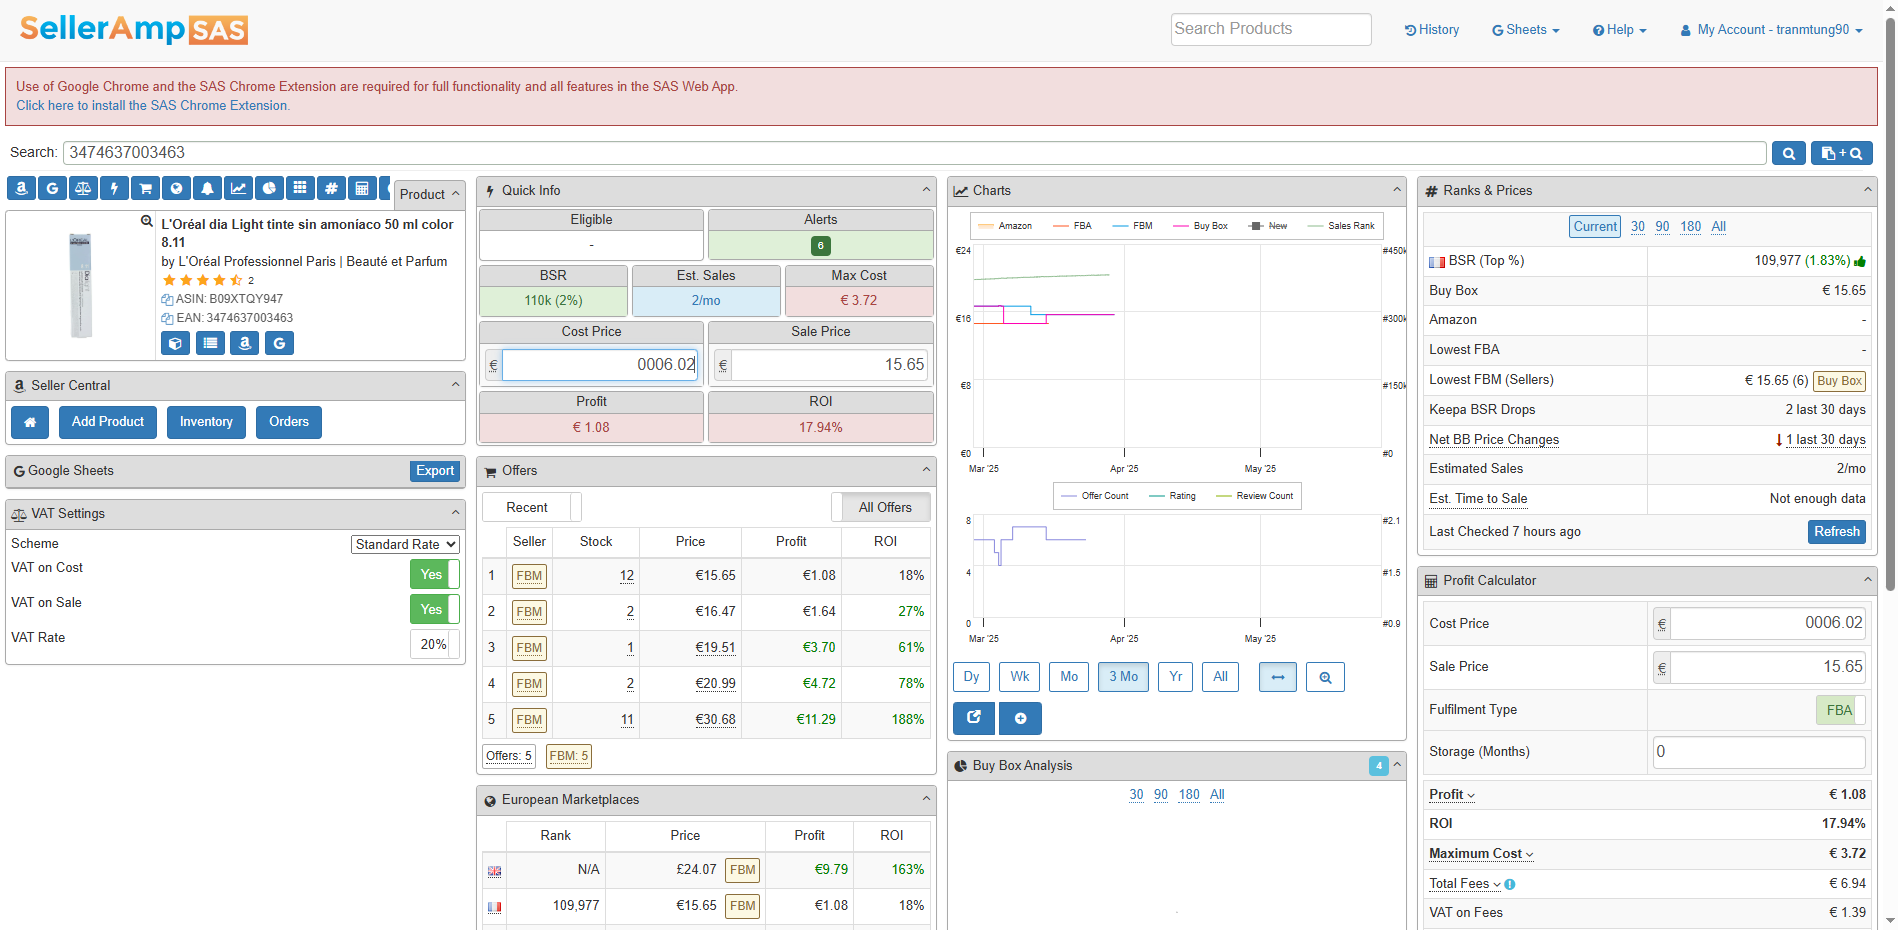 SellerAmp SAS
Search Products
History
Sheets
Help
My Account - tranmtung90
Use of Google Chrome and the SAS Chrome Extension are required for full functionality and all features in the SAS Web App.
Click here to install the SAS Chrome Extension.
Search: 3474637003463
Product
L'Oréal dia Light tinte sin amoníaco 50 ml color
8.11
by L'Oréal Professionnel Paris | Beauté et Parfum
2
ASIN: B09XTQY947
EAN: 3474637003463
Seller Central
Add Product
Inventory
Orders
Google Sheets
Export
VAT Settings
Scheme
Standard Rate
VAT on Cost
Yes
VAT on Sale
Yes
VAT Rate
20%
Quick Info
Eligible
Alerts
-
6
BSR
Est. Sales
Max Cost
110k (2%)
2/mo
€ 3.72
Cost Price
Sale Price
€ 0006.02
€ 15.65
Profit
ROI
€ 1.08
17.94%
Offers
Recent
All Offers
Seller Stock Price Profit ROI
1 FBM 12 €15.65 €1.08 18%
2 FBM 2 €16.47 €1.64 27%
3 FBM 1 €19.51 €3.70 61%
4 FBM 2 €20.99 €4.72 78%
5 FBM 11 €30.68 €11.29 188%
Offers: 5 FBM: 5
European Marketplaces
Rank Price Profit ROI
N/A £24.07 FBM €9.79 163%
109,977 €15.65 FBM €1.08 18%
Charts
Amazon FBA FBM Buy Box New Sales Rank
€24 #450k
€16 #300k
€8 #150k
€0 #0
Mar '25 Apr '25 May '25
Offer Count Rating Review Count
8 #2.1
4 #1.5
0 #0.9
Mar '25 Apr '25 May '25
Dy Wk Mo 3 Mo Yr All
Buy Box Analysis
4
30 90 180 All
Ranks & Prices
Current 30 90 180 All
BSR (Top %) 109,977 (1.83%)
Buy Box € 15.65
Amazon -
Lowest FBA -
Lowest FBM (Sellers) € 15.65 (6) Buy Box
Keepa BSR Drops 2 last 30 days
Net BB Price Changes 1 last 30 days
Estimated Sales 2/mo
Est. Time to Sale Not enough data
Last Checked 7 hours ago Refresh
Profit Calculator
Cost Price € 0006.02
Sale Price € 15.65
Fulfilment Type FBA
Storage (Months) 0
Profit € 1.08
ROI 17.94%
Maximum Cost € 3.72
Total Fees € 6.94
VAT on Fees € 1.39